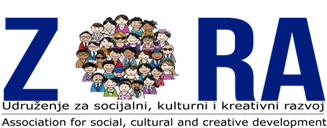 Z RA
Udruženje za socijalni, kulturni i kreativni razvoj
Association for social, cultural and creative development